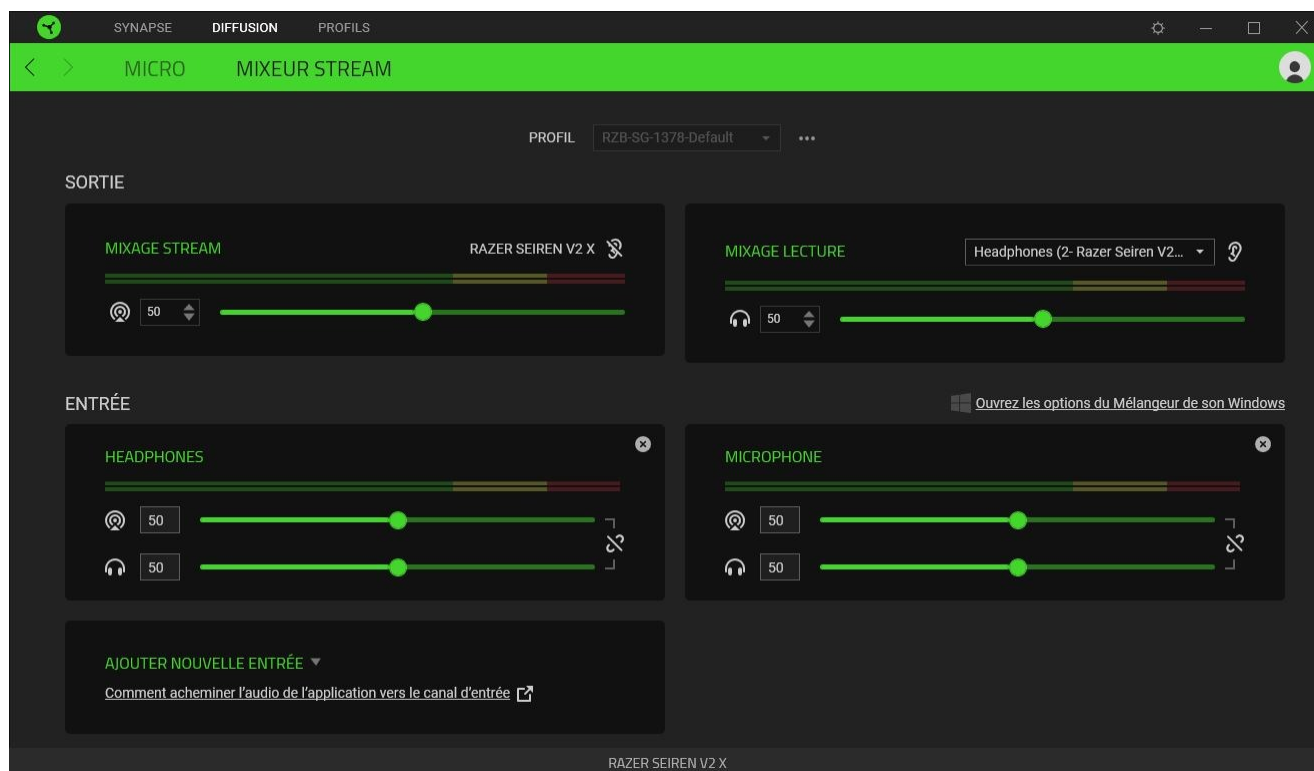 SYNAPSE DIFFUSION PROFILS
MICRO MIXEUR STREAM
PROFIL RZB-SG-1378-Default
SORTIE
MIXAGE STREAM RAZER SEIREN V2 X
50
MIXAGE LECTURE Headphones (2- Razer Seiren V2...
50
ENTRÉE
Ouvrez les options du Mélangeur de son Windows
HEADPHONES
50
50
MICROPHONE
50
50
AJOUTER NOUVELLE ENTRÉE
Comment acheminer l'audio de l'application vers le canal d'entrée
RAZER SEIREN V2 X